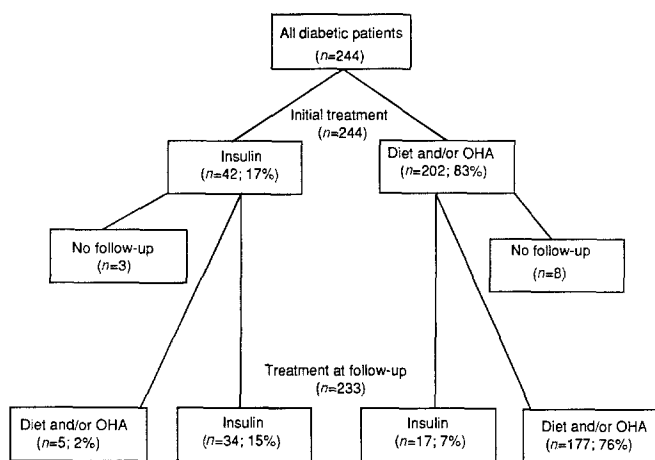 All diabetic patients
(n=244)
Initial treatment
(n=244)
Insulin
(n=42; 17%)
Diet and/or OHA
(n=202; 83%)
No follow-up
(n=3)
No follow-up
(n=8)
Treatment at follow-up
(n=233)
Diet and/or OHA
(n=5; 2%)
Insulin
(n=34; 15%)
Insulin
(n=17; 7%)
Diet and/or OHA
(n=177; 76%)